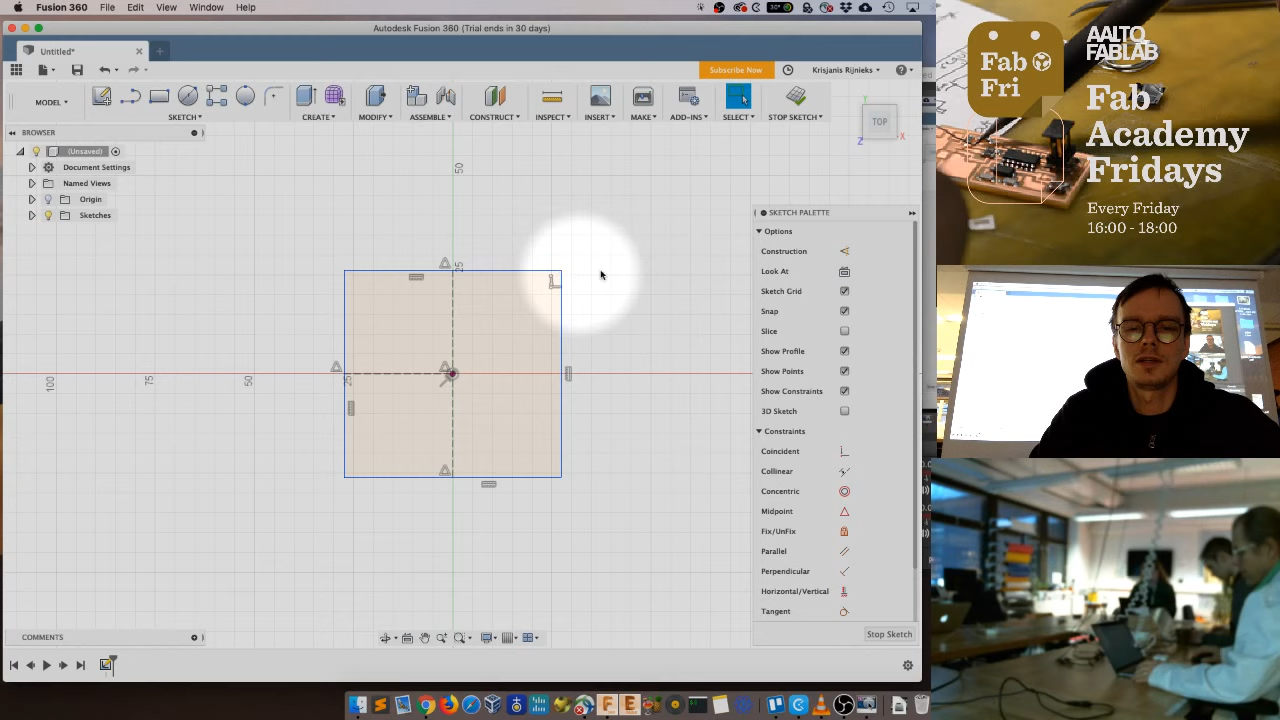 Fusion 360 File Edit View Window Help
30°
Autodesk Fusion 360 (Trial ends in 30 days)
Untitled*
Subscribe Now
Krisjanis Rijnieks
MODEL
SKETCH
CREATE
MODIFY
ASSEMBLE
CONSTRUCT
INSPECT
INSERT
MAKE
ADD-INS
SELECT
STOP SKETCH
BROWSER
(Unsaved)
Document Settings
Named Views
Origin
Sketches
TOP
Y
X
Z
50
25
100
75
50
25
SKETCH PALETTE
Options
Construction
Look At
Sketch Grid
Snap
Slice
Show Profile
Show Points
Show Constraints
3D Sketch
Constraints
Coincident
Collinear
Concentric
Midpoint
Fix/UnFix
Parallel
Perpendicular
Horizontal/Vertical
Tangent
Stop Sketch
COMMENTS
Fab
Fri
AALTO
FABLAB
Fab
Academy
Fridays
Every Friday
16:00 - 18:00